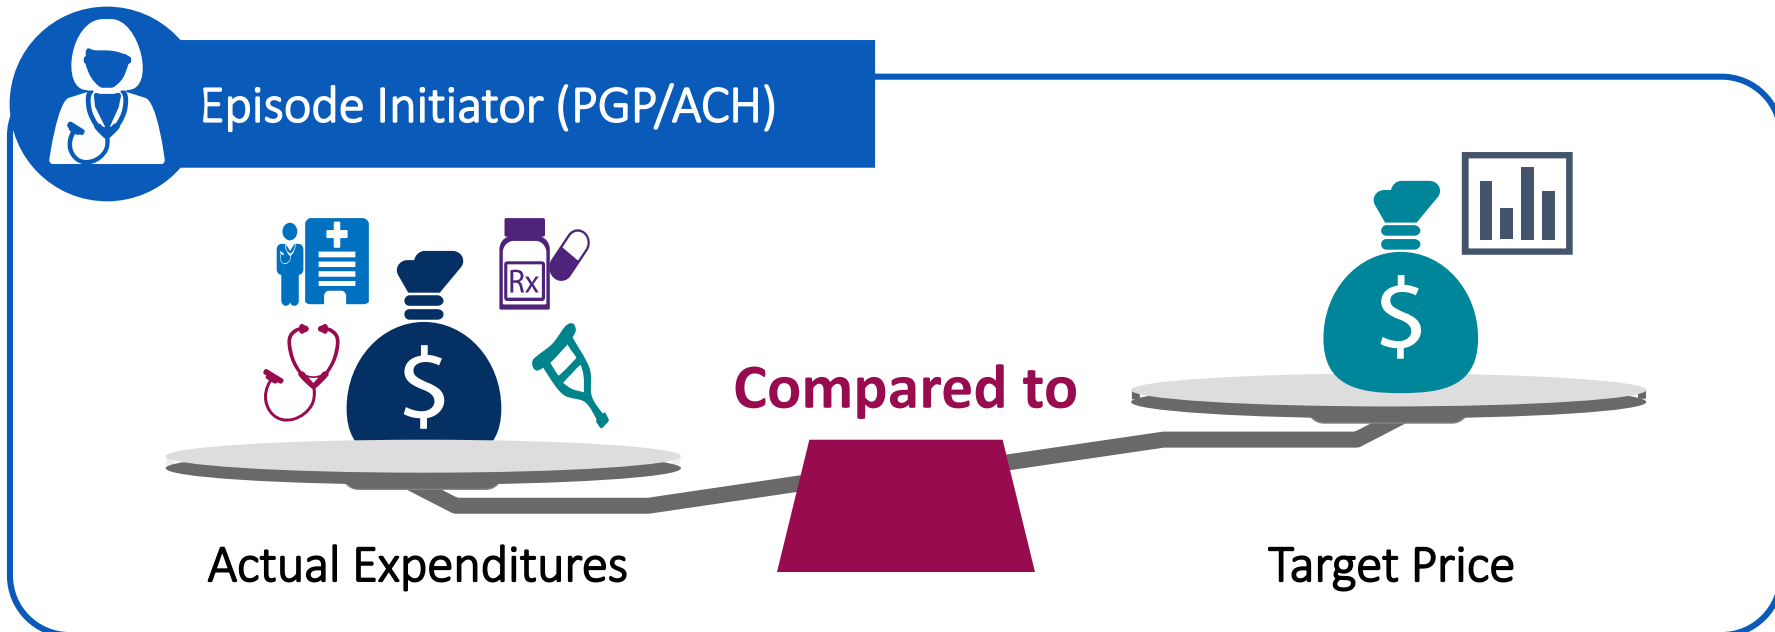 Episode Initiator (PGP/ACH)
Rx
$
$
Compared to
Actual Expenditures
Target Price